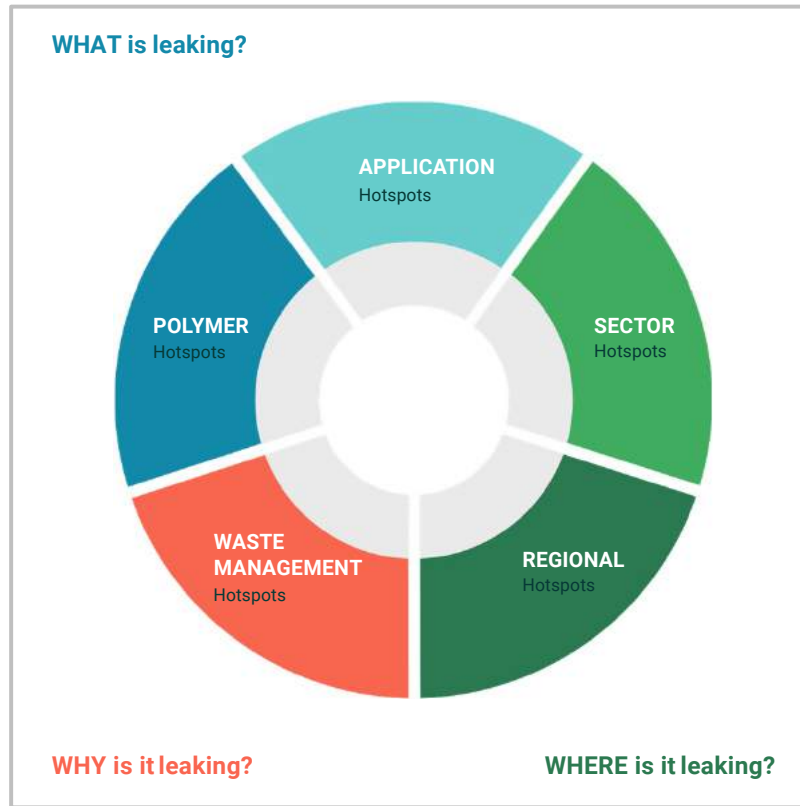 WHAT is leaking?
APPLICATION
Hotspots
POLYMER
Hotspots
SECTOR
Hotspots
WASTE
MANAGEMENT
Hotspots
REGIONAL
Hotspots
WHY is it leaking?
WHERE is it leaking?